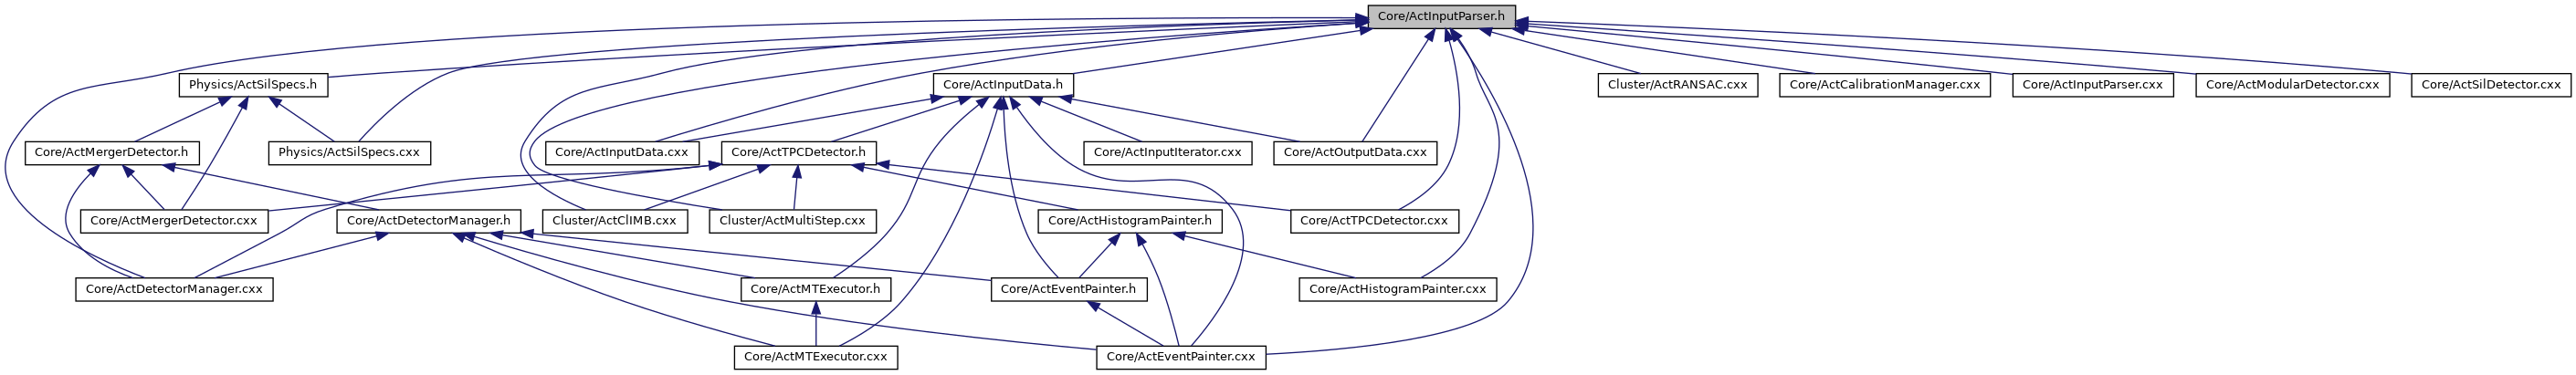 Core/ActInputParser.h
Physics/ActSilSpecs.h
Core/ActInputData.h
Cluster/ActRANSAC.cxx
Core/ActCalibrationManager.cxx
Core/ActInputParser.cxx
Core/ActModularDetector.cxx
Core/ActSilDetector.cxx
Core/ActMergerDetector.h
Physics/ActSilSpecs.cxx
Core/ActInputData.cxx
Core/ActTPCDetector.h
Core/ActInputIterator.cxx
Core/ActOutputData.cxx
Core/ActMergerDetector.cxx
Core/ActDetectorManager.h
Cluster/ActClIMB.cxx
Cluster/ActMultiStep.cxx
Core/ActHistogramPainter.h
Core/ActTPCDetector.cxx
Core/ActDetectorManager.cxx
Core/ActMTExecutor.h
Core/ActEventPainter.h
Core/ActHistogramPainter.cxx
Core/ActMTExecutor.cxx
Core/ActEventPainter.cxx